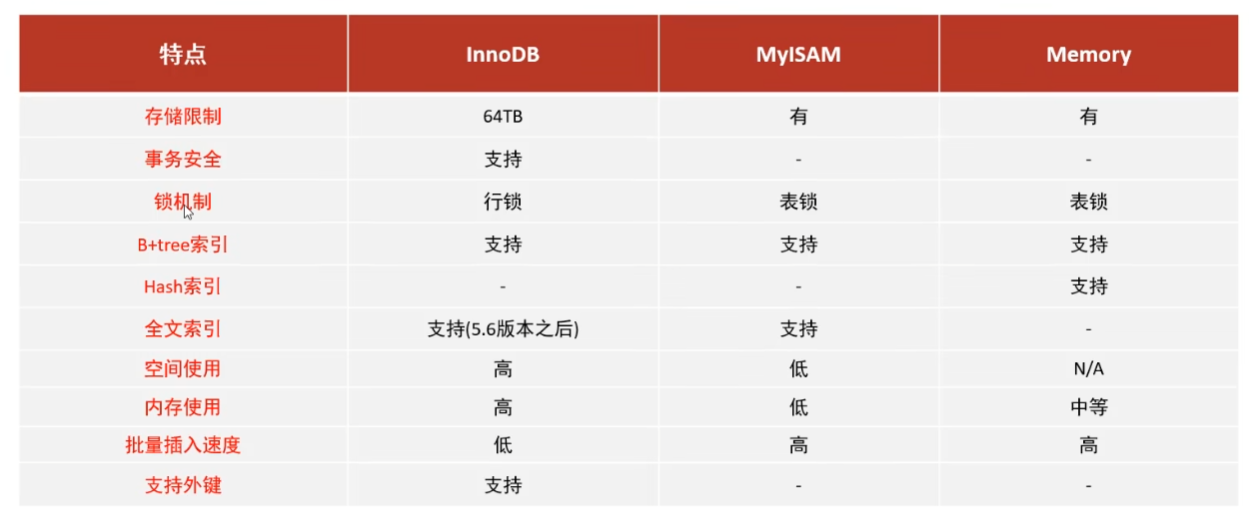 特点 InnoDB MyISAM Memory
存储限制 64TB 有 有
事务安全 支持 - -
锁机制 行锁 表锁 表锁
B+tree索引 支持 支持 支持
Hash索引 - - 支持
全文索引 支持(5.6版本之后) 支持 -
空间使用 高 低 N/A
内存使用 高 低 中等
批量插入速度 低 高 高
支持外键 支持 - -